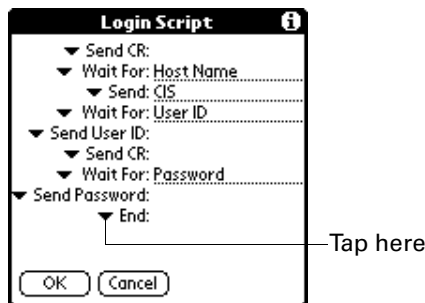 Login Script
Send CR:
Wait For: Host Name
Send: CIS
Wait For: User ID
Send User ID:
Send CR:
Wait For: Password
Send Password:
End:
Tap here
OK Cancel